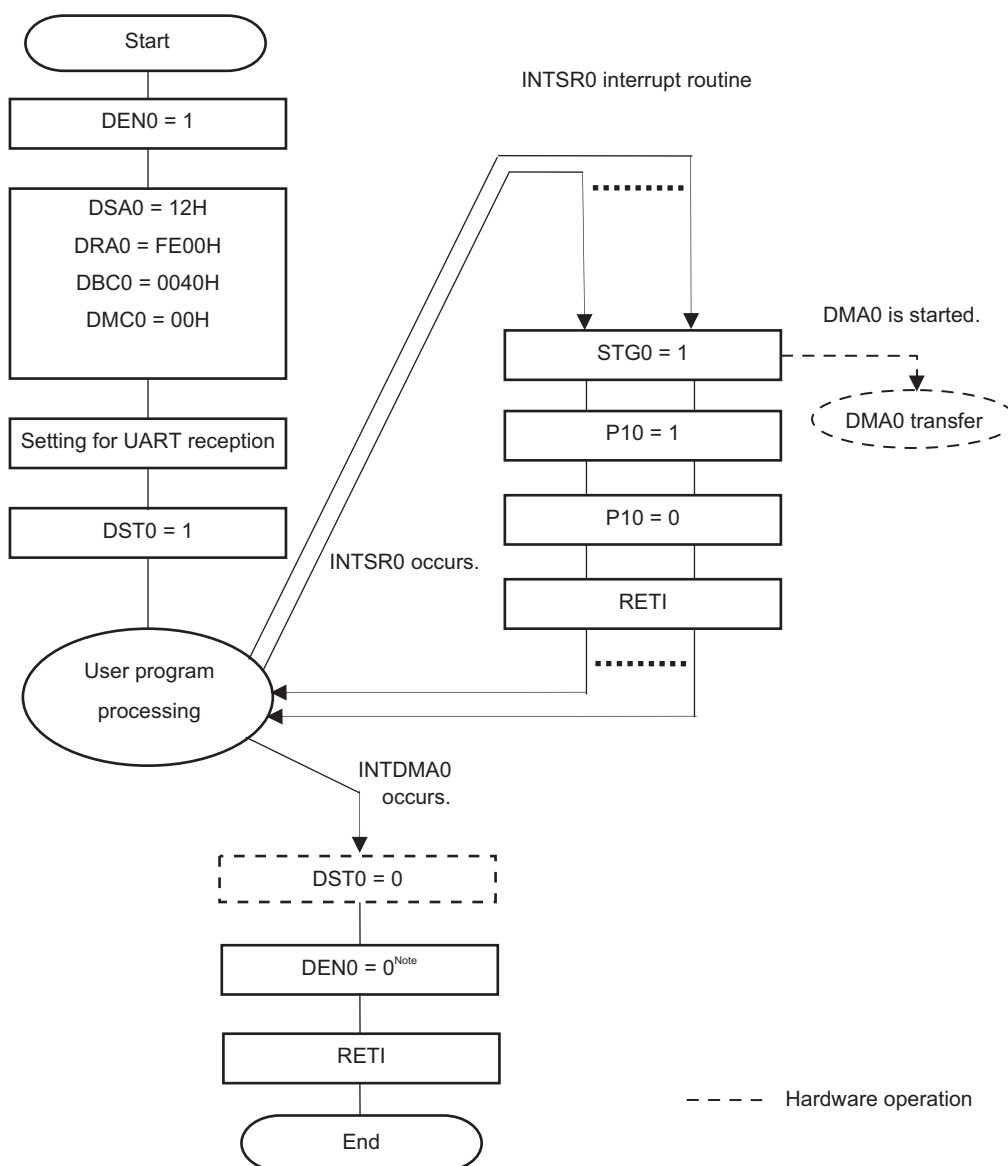 Start
DEN0 = 1
DSA0 = 12H
DRA0 = FE00H
DBC0 = 0040H
DMC0 = 00H
Setting for UART reception
DST0 = 1
User program
processing
INTSR0 occurs.
INTSR0 interrupt routine
STG0 = 1
DMA0 is started.
DMA0 transfer
P10 = 1
P10 = 0
RETI
INTDMA0
occurs.
DST0 = 0
DEN0 = 0Note
RETI
End
Hardware operation